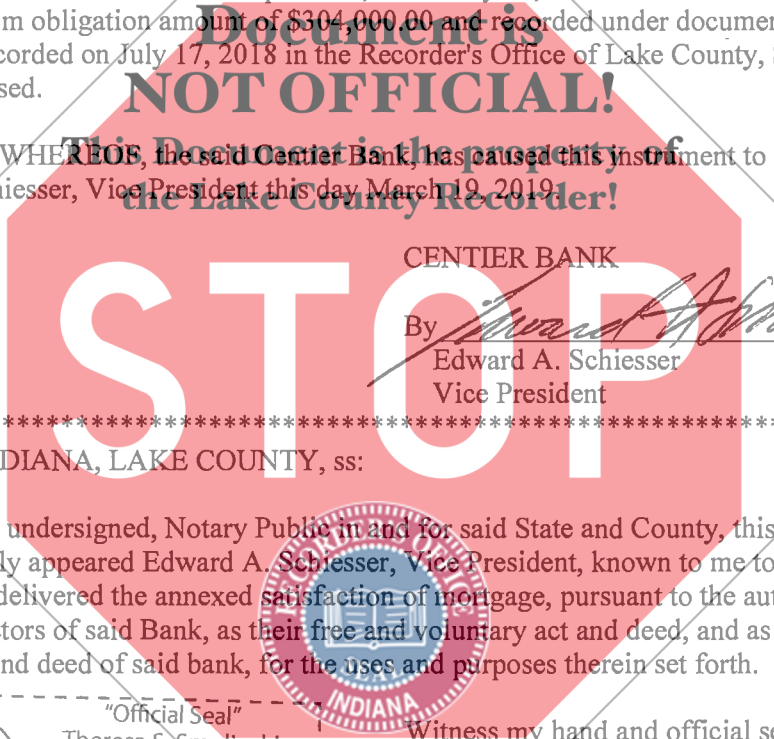 m obligation amount of $304,000.00 and recorded under documen
Document is
corded on July 17, 2018 in the Recorder's Office of Lake County,
sed.
NOT OFFICIAL!
WHEREOF, the said Centier Bank, has caused this instrument to
This Document is the property of
iesser, Vice President this day March 19, 2019.
the Lake County Recorder!
CENTIER BANK
STOP
By
Edward A. Schiesser
Vice President
********************************************************
DIANA, LAKE COUNTY, ss:
undersigned, Notary Public in and for said State and County, this
ly appeared Edward A. Schiesser, Vice President, known to me to
delivered the annexed satisfaction of mortgage, pursuant to the aut
ctors of said Bank, as their free and voluntary act and deed, and as
nd deed of said bank, for the uses and purposes therein set forth.
RECORDER'S OFFICE
INDIANA
"Official Seal"
Witness my hand and official se